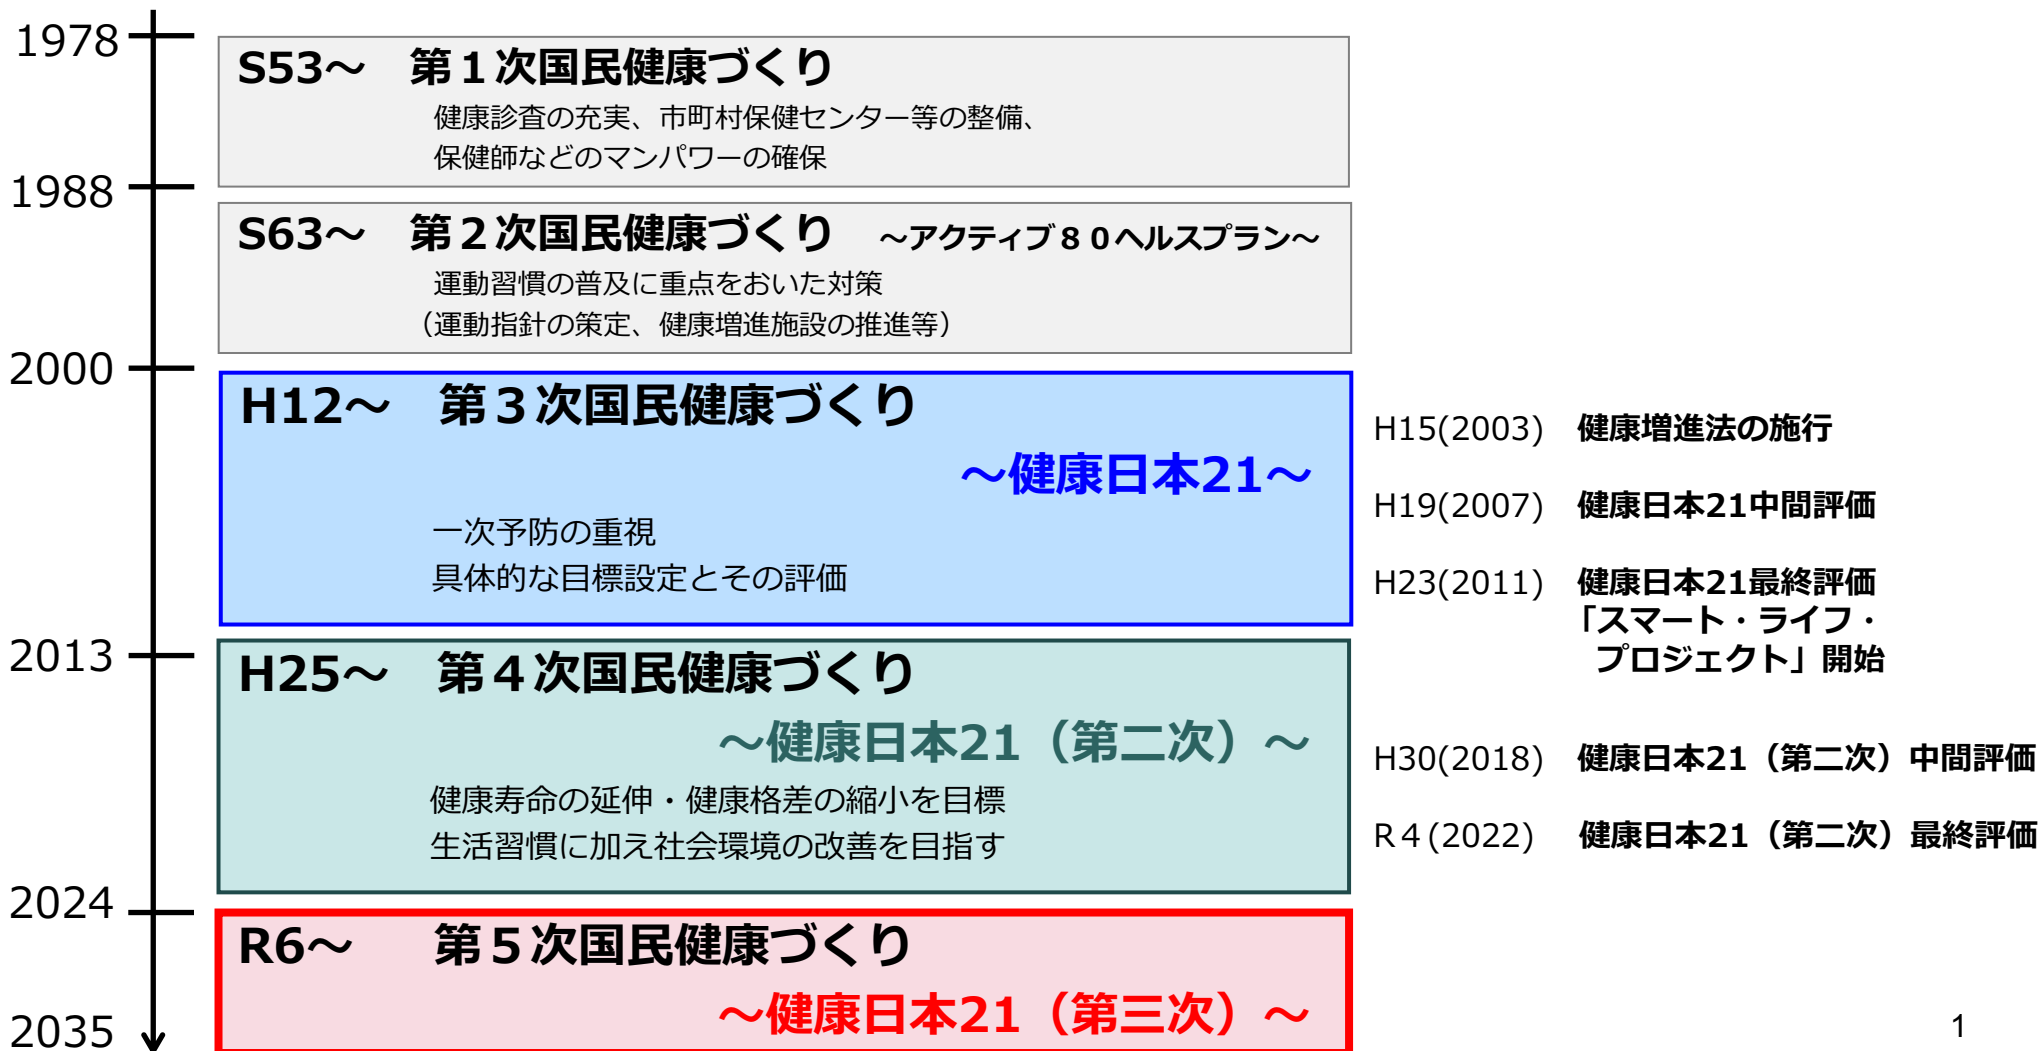 1978
S53～　第１次国民健康づくり
健康診査の充実、市町村保健センター等の整備、
保健師などのマンパワーの確保
1988
S63～　第２次国民健康づくり　～アクティブ８０ヘルスプラン～
運動習慣の普及に重点をおいた対策
（運動指針の策定、健康増進施設の推進等）
2000
H12～　第３次国民健康づくり
～健康日本21～
一次予防の重視
具体的な目標設定とその評価
H15(2003)　健康増進法の施行
H19(2007)　健康日本21中間評価
H23(2011)　健康日本21最終評価
「スマート・ライフ・
プロジェクト」開始
2013
H25～　第４次国民健康づくり
～健康日本21（第二次）～
健康寿命の延伸・健康格差の縮小を目標
生活習慣に加え社会環境の改善を目指す
H30(2018)　健康日本21（第二次）中間評価
R４(2022)　健康日本21（第二次）最終評価
2024
R6～　第５次国民健康づくり
～健康日本21（第三次）～
2035
1